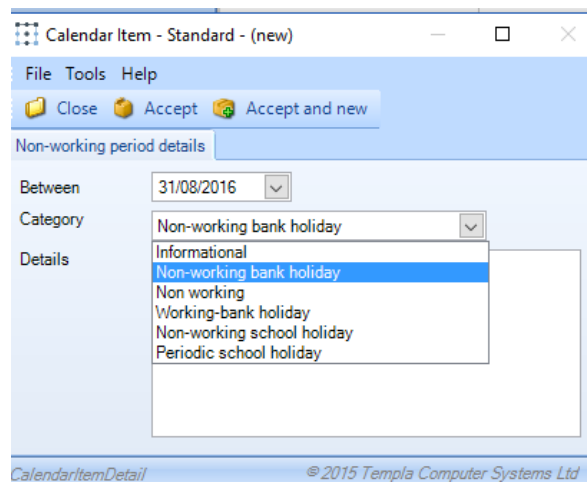 Calendar Item - Standard - (new)
File Tools Help
Close Accept Accept and new
Non-working period details
Between 31/08/2016
Category Non-working bank holiday
Details
Informational
Non-working bank holiday
Non working
Working-bank holiday
Non-working school holiday
Periodic school holiday
CalendarItemDetail © 2015 Templa Computer Systems Ltd